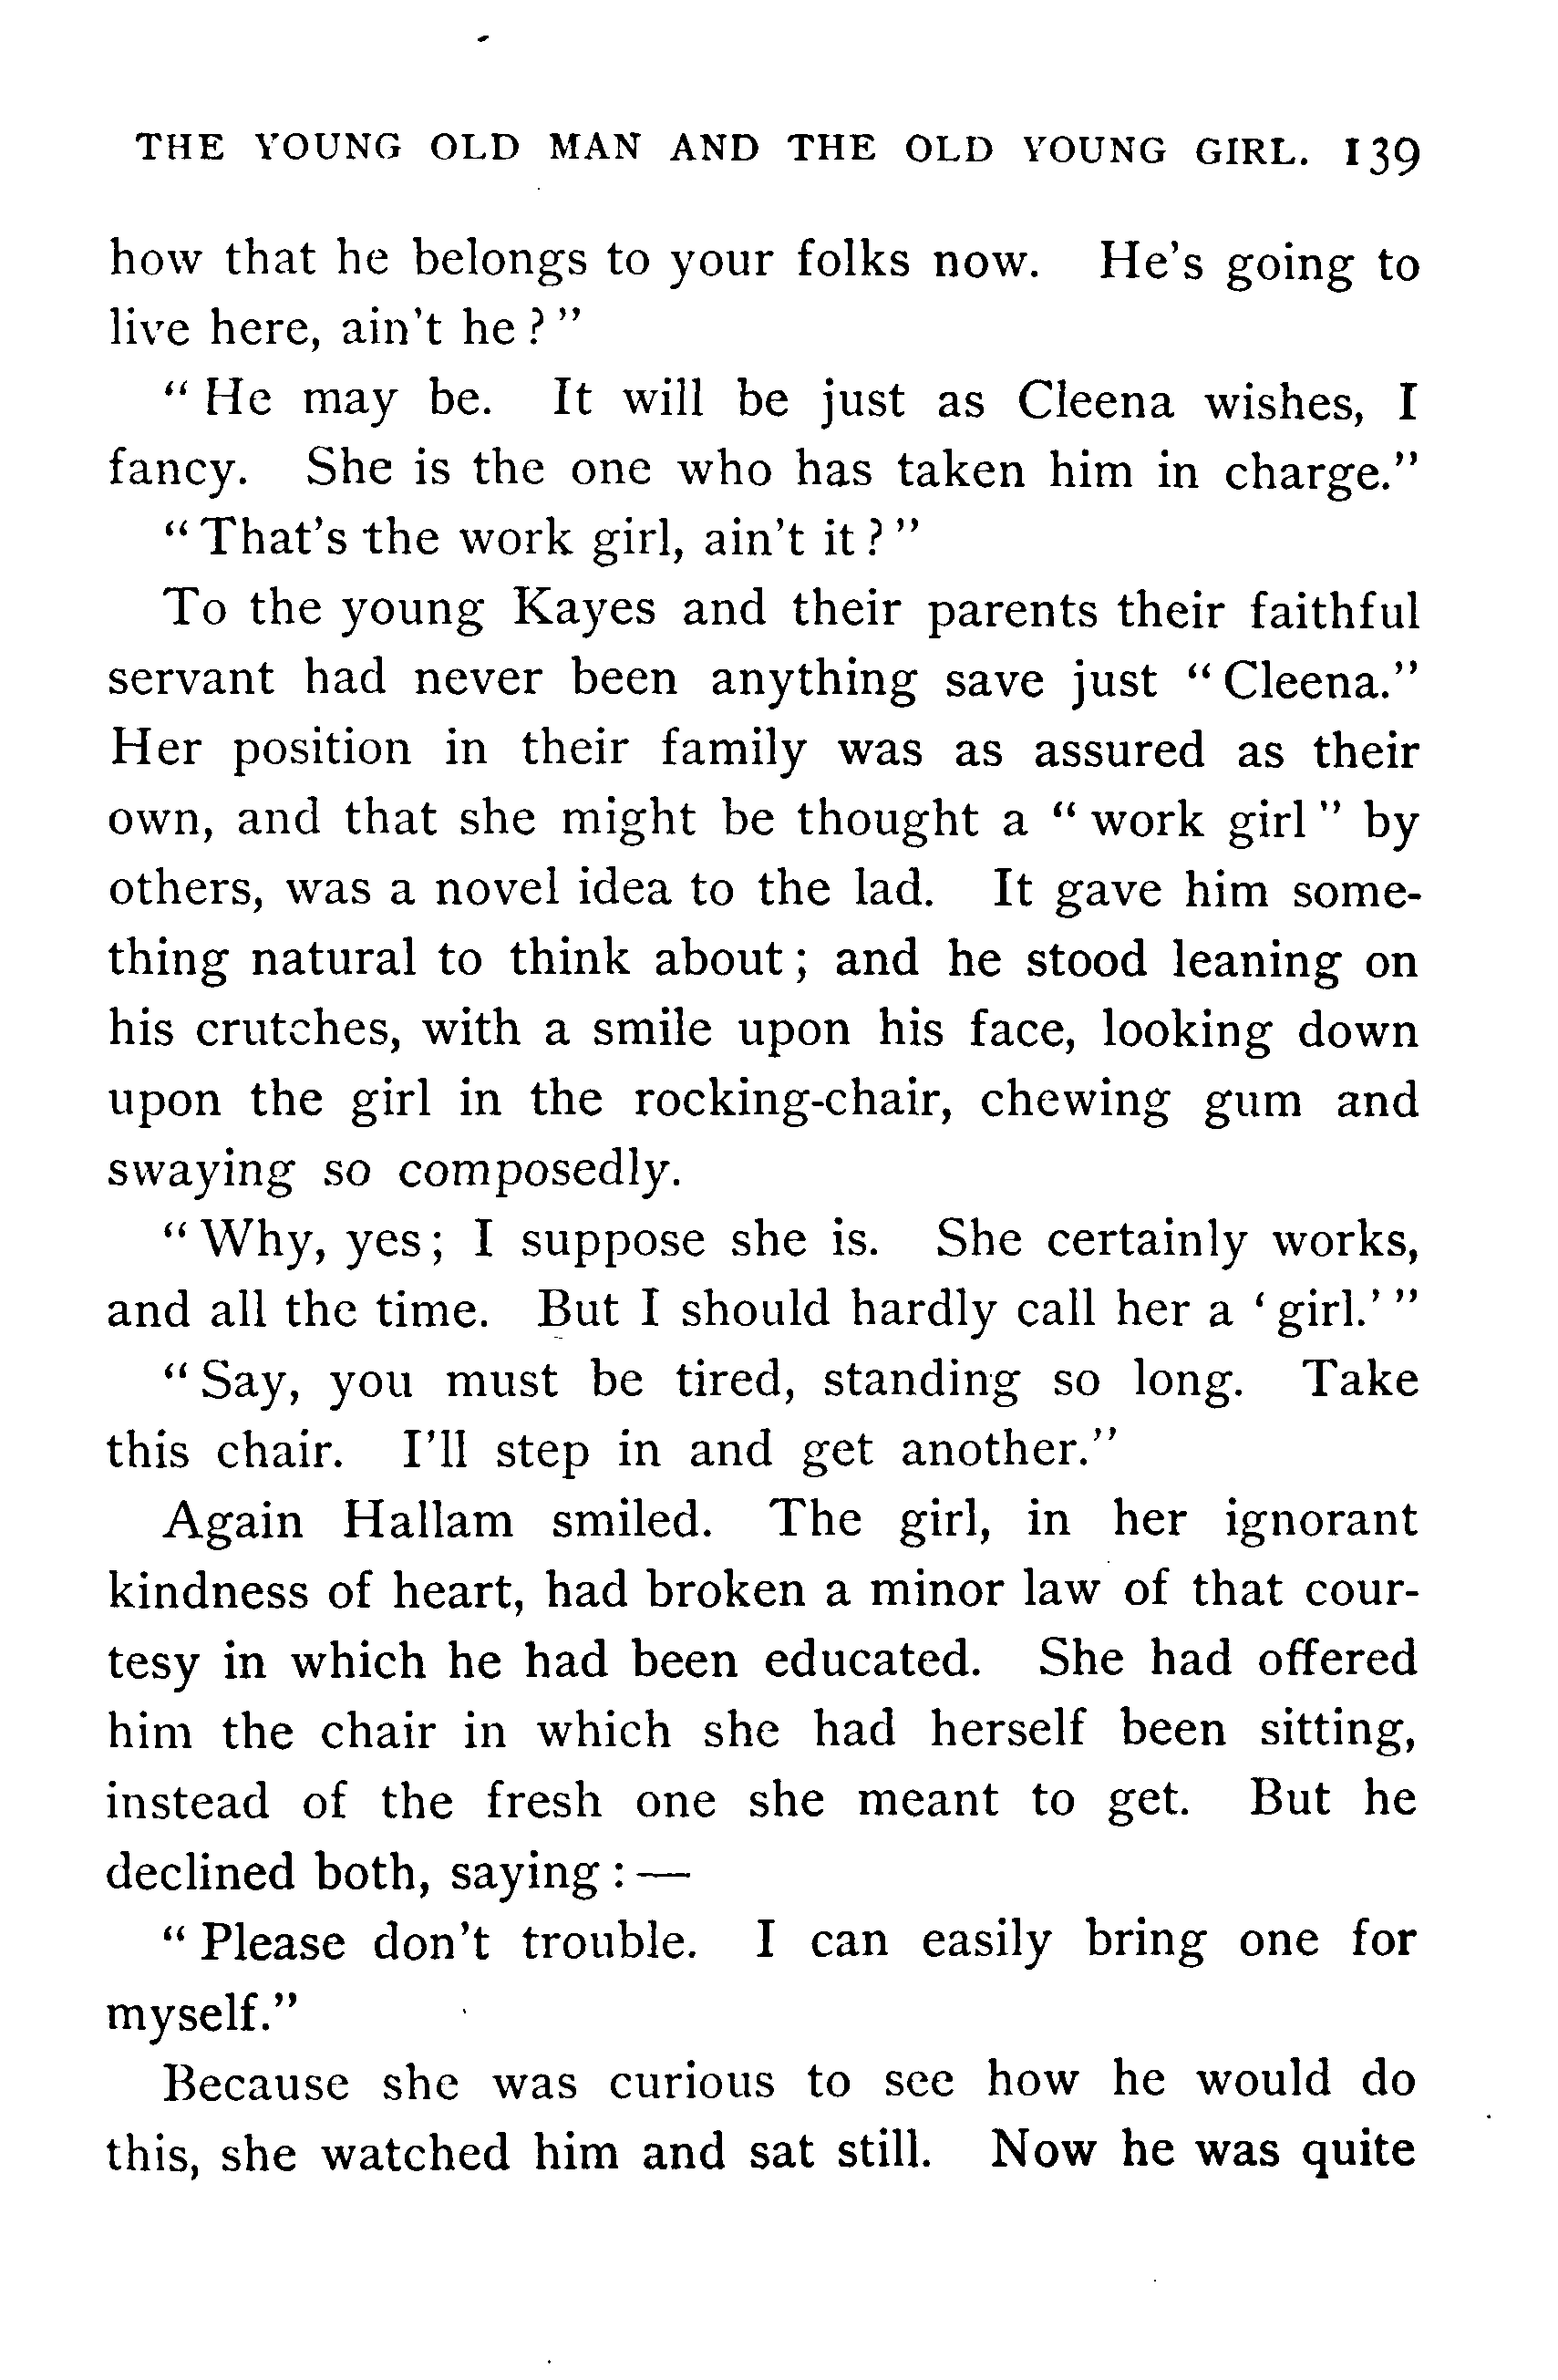 THE YOUNG OLD MAN AND THE OLD YOUNG GIRL. 139
how that he belongs to your folks now. He's going to
live here, ain't he?"
"He may be. It will be just as Cleena wishes, I
fancy. She is the one who has taken him in charge."
"That's the work girl, ain't it?"
To the young Kayes and their parents their faithful
servant had never been anything save just "Cleena."
Her position in their family was as assured as their
own, and that she might be thought a "work girl" by
others, was a novel idea to the lad. It gave him some-
thing natural to think about; and he stood leaning on
his crutches, with a smile upon his face, looking down
upon the girl in the rocking-chair, chewing gum and
swaying so composedly.
"Why, yes; I suppose she is. She certainly works,
and all the time. But I should hardly call her a 'girl.'"
"Say, you must be tired, standing so long. Take
this chair. I'll step in and get another."
Again Hallam smiled. The girl, in her ignorant
kindness of heart, had broken a minor law of that cour-
tesy in which he had been educated. She had offered
him the chair in which she had herself been sitting,
instead of the fresh one she meant to get. But he
declined both, saying:—
"Please don't trouble. I can easily bring one for
myself."
Because she was curious to see how he would do
this, she watched him and sat still. Now he was quite